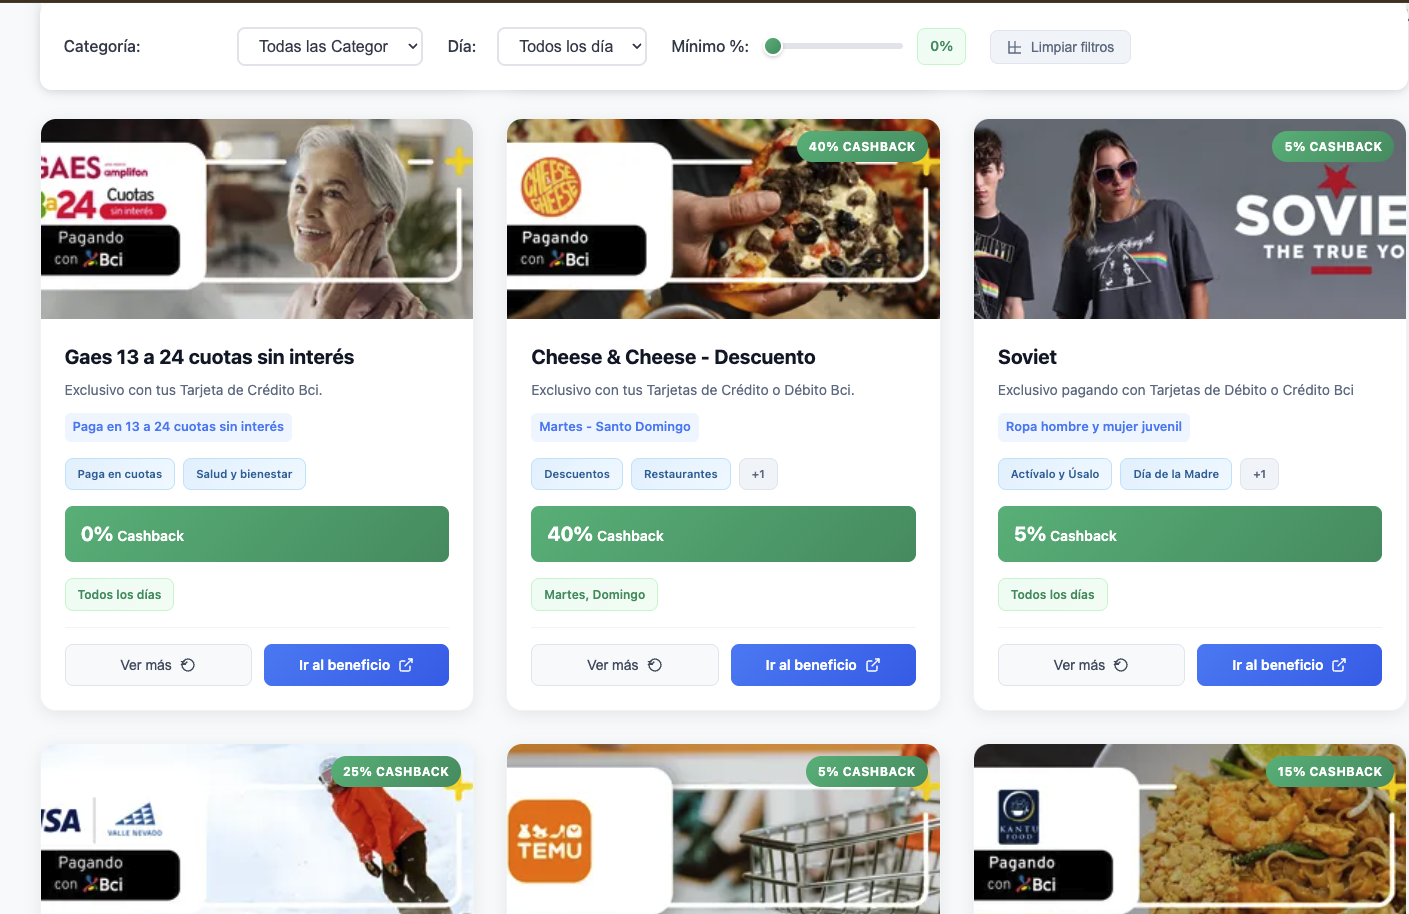 Categoría:
Todas las Categor
Día:
Todos los día
Mínimo %:
0%
Limpiar filtros
GAES amplifon
a24 Cuotas
sin interés
Pagando
con Bci
Gaes 13 a 24 cuotas sin interés
Exclusivo con tus Tarjeta de Crédito Bci.
Paga en 13 a 24 cuotas sin interés
Paga en cuotas
Salud y bienestar
0% Cashback
Todos los días
Ver más
Ir al beneficio
40% CASHBACK
CHEESE
CHEESE
Pagando
con Bci
Cheese & Cheese - Descuento
Exclusivo con tus Tarjetas de Crédito o Débito Bci.
Martes - Santo Domingo
Descuentos
Restaurantes
+1
40% Cashback
Martes, Domingo
Ver más
Ir al beneficio
5% CASHBACK
SOVIE
THE TRUE YO
Soviet
Exclusivo pagando con Tarjetas de Débito o Crédito Bci
Ropa hombre y mujer juvenil
Actívalo y Úsalo
Día de la Madre
+1
5% Cashback
Todos los días
Ver más
Ir al beneficio
25% CASHBACK
ISA
VALLE NEVADO
Pagando
con Bci
5% CASHBACK
TEMU
15% CASHBACK
KANTU
FOOD
Pagando
con Bci